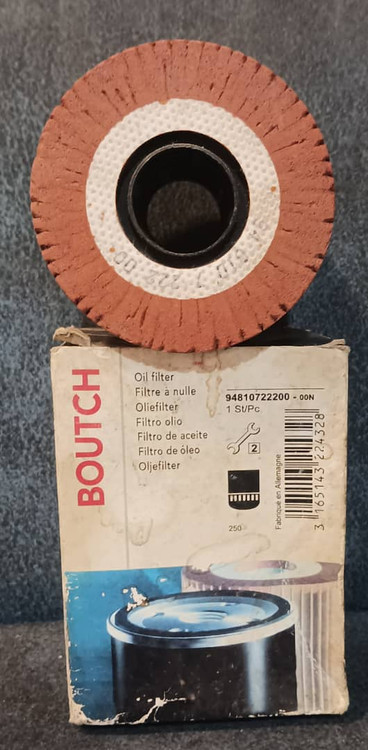 BOUTCH
Oil filter
Filtre à nulle
Oliefilter
Filtro olio
Filtro de aceite
Filtro de óleo
Oljefilter
94810722200 - 00N
1 St/Pc
2
250
Fabriqué en Allemagne
3 165143 224328